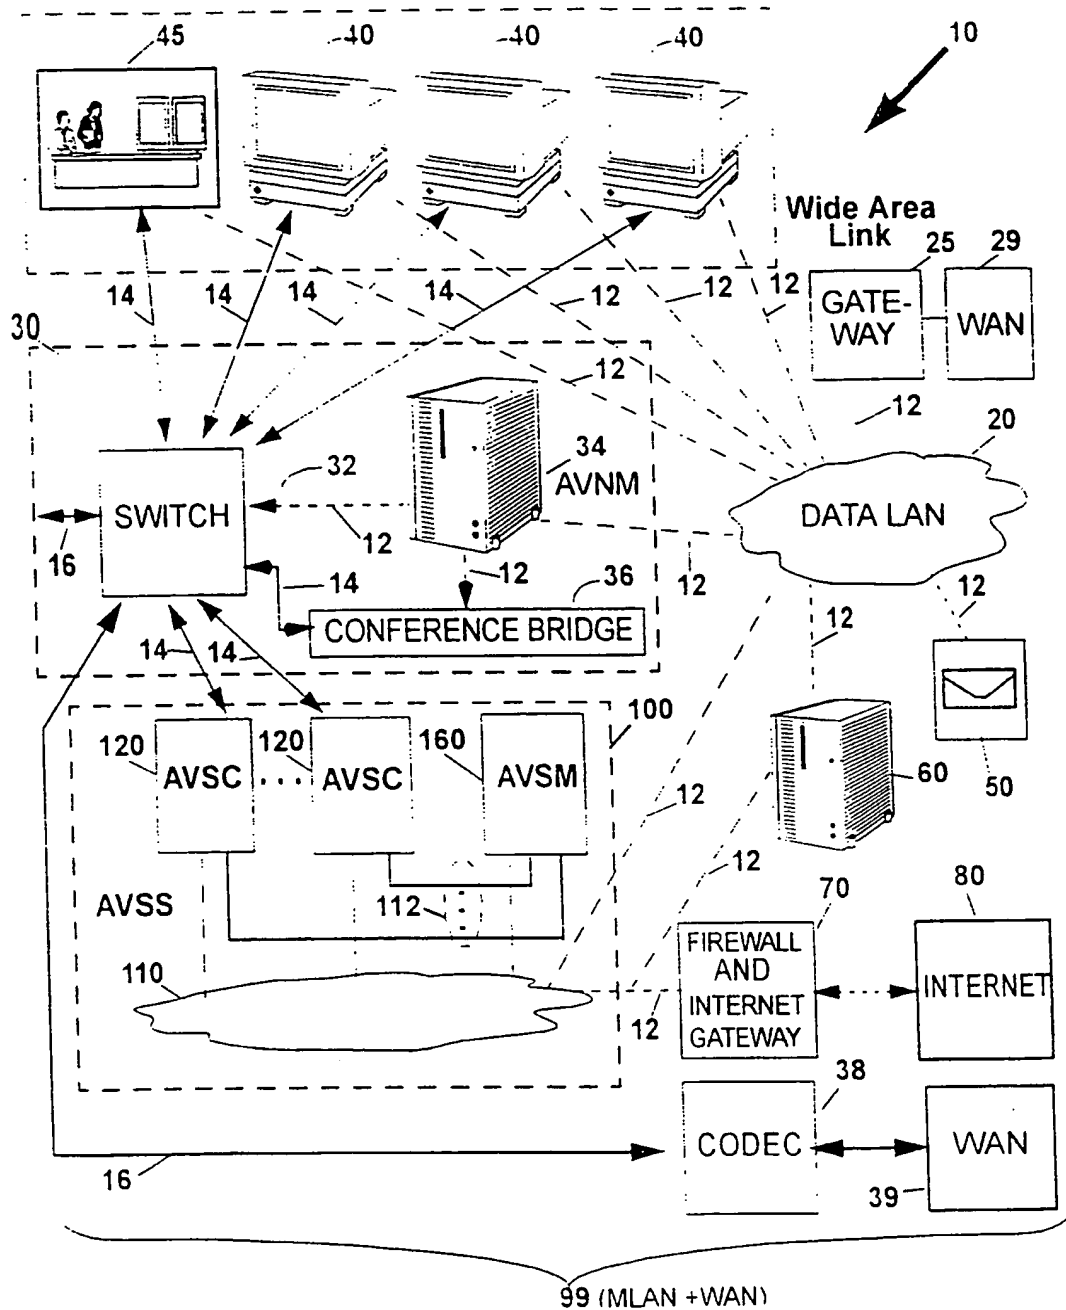 45
40
40
40
10
Wide Area
Link
25
29
GATE-
WAY
WAN
14
14
14
14
12
12
12
30
12
12
20
32
34
AVNM
SWITCH
DATA LAN
16
12
12
12
14
36
12
12
CONFERENCE BRIDGE
14
14
100
120
120
160
AVSC
...
AVSC
AVSM
60
50
12
12
AVSS
112
70
80
110
FIREWALL
AND
INTERNET
GATEWAY
INTERNET
12
38
CODEC
WAN
16
39
99 (MLAN +WAN)